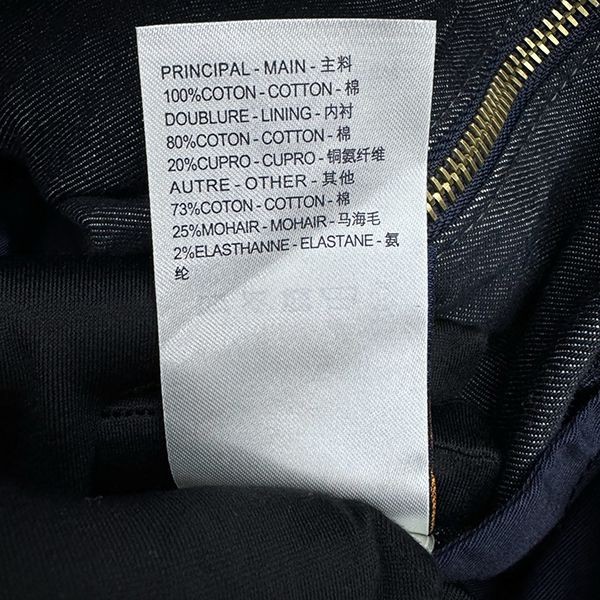 PRINCIPAL - MAIN - 主料
100%COTON - COTTON - 棉
DOUBLURE - LINING - 内衬
80%COTON - COTTON - 棉
20%CUPRO - CUPRO - 铜氨纤维
AUTRE - OTHER - 其他
73%COTON - COTTON - 棉
25%MOHAIR - MOHAIR - 马海毛
2%ELASTHANNE - ELASTANE - 氨
纶